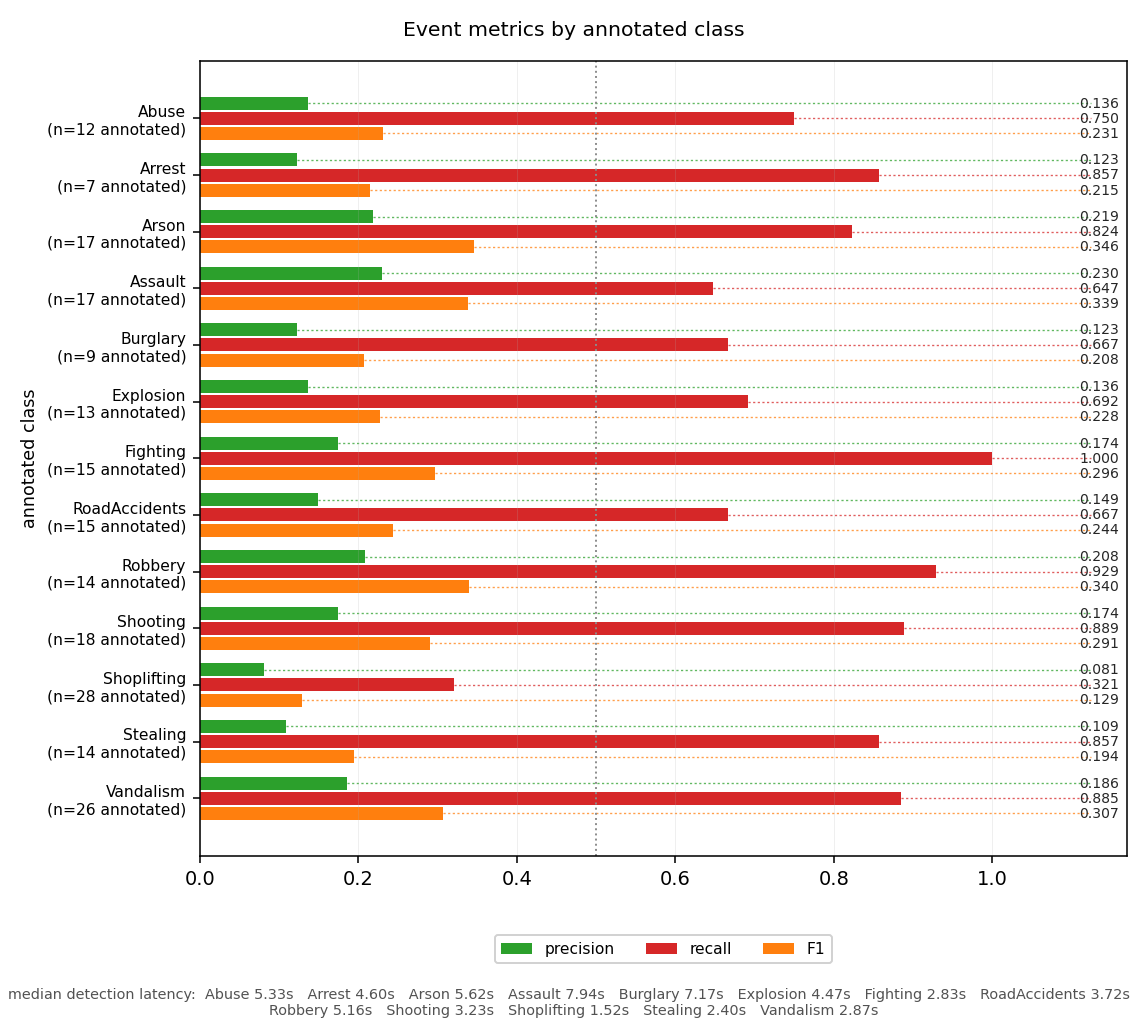 Event metrics by annotated class
annotated class
Abuse
(n=12 annotated)
0.136
0.750
0.231
Arrest
(n=7 annotated)
0.123
0.857
0.215
Arson
(n=17 annotated)
0.219
0.824
0.346
Assault
(n=17 annotated)
0.230
0.647
0.339
Burglary
(n=9 annotated)
0.123
0.667
0.208
Explosion
(n=13 annotated)
0.136
0.692
0.228
Fighting
(n=15 annotated)
0.174
1.000
0.296
RoadAccidents
(n=15 annotated)
0.149
0.667
0.244
Robbery
(n=14 annotated)
0.208
0.929
0.340
Shooting
(n=18 annotated)
0.174
0.889
0.291
Shoplifting
(n=28 annotated)
0.081
0.321
0.129
Stealing
(n=14 annotated)
0.109
0.857
0.194
Vandalism
(n=26 annotated)
0.186
0.885
0.307
0.0 0.2 0.4 0.6 0.8 1.0
precision recall F1
median detection latency: Abuse 5.33s Arrest 4.60s Arson 5.62s Assault 7.94s Burglary 7.17s Explosion 4.47s Fighting 2.83s RoadAccidents 3.72s
Robbery 5.16s Shooting 3.23s Shoplifting 1.52s Stealing 2.40s Vandalism 2.87s